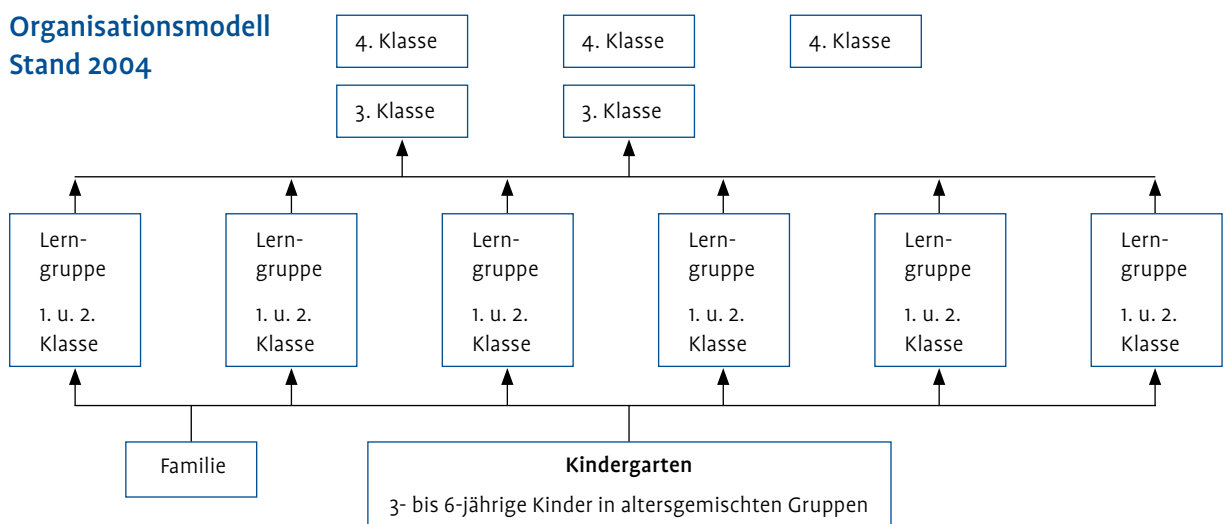 Organisationsmodell
Stand 2004
4. Klasse
4. Klasse
4. Klasse
3. Klasse
3. Klasse
Lern-
gruppe
1. u. 2.
Klasse
Lern-
gruppe
1. u. 2.
Klasse
Lern-
gruppe
1. u. 2.
Klasse
Lern-
gruppe
1. u. 2.
Klasse
Lern-
gruppe
1. u. 2.
Klasse
Lern-
gruppe
1. u. 2.
Klasse
Familie
Kindergarten
3- bis 6-jährige Kinder in altersgemischten Gruppen